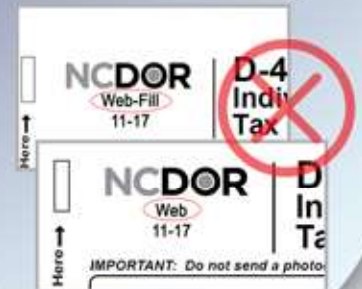 NCDOR
Web-Fill
11-17
D-4
Indiv
Tax
Here
NCDOR
Web
11-17
D
In
Ta
Here
IMPORTANT: Do not send a photo